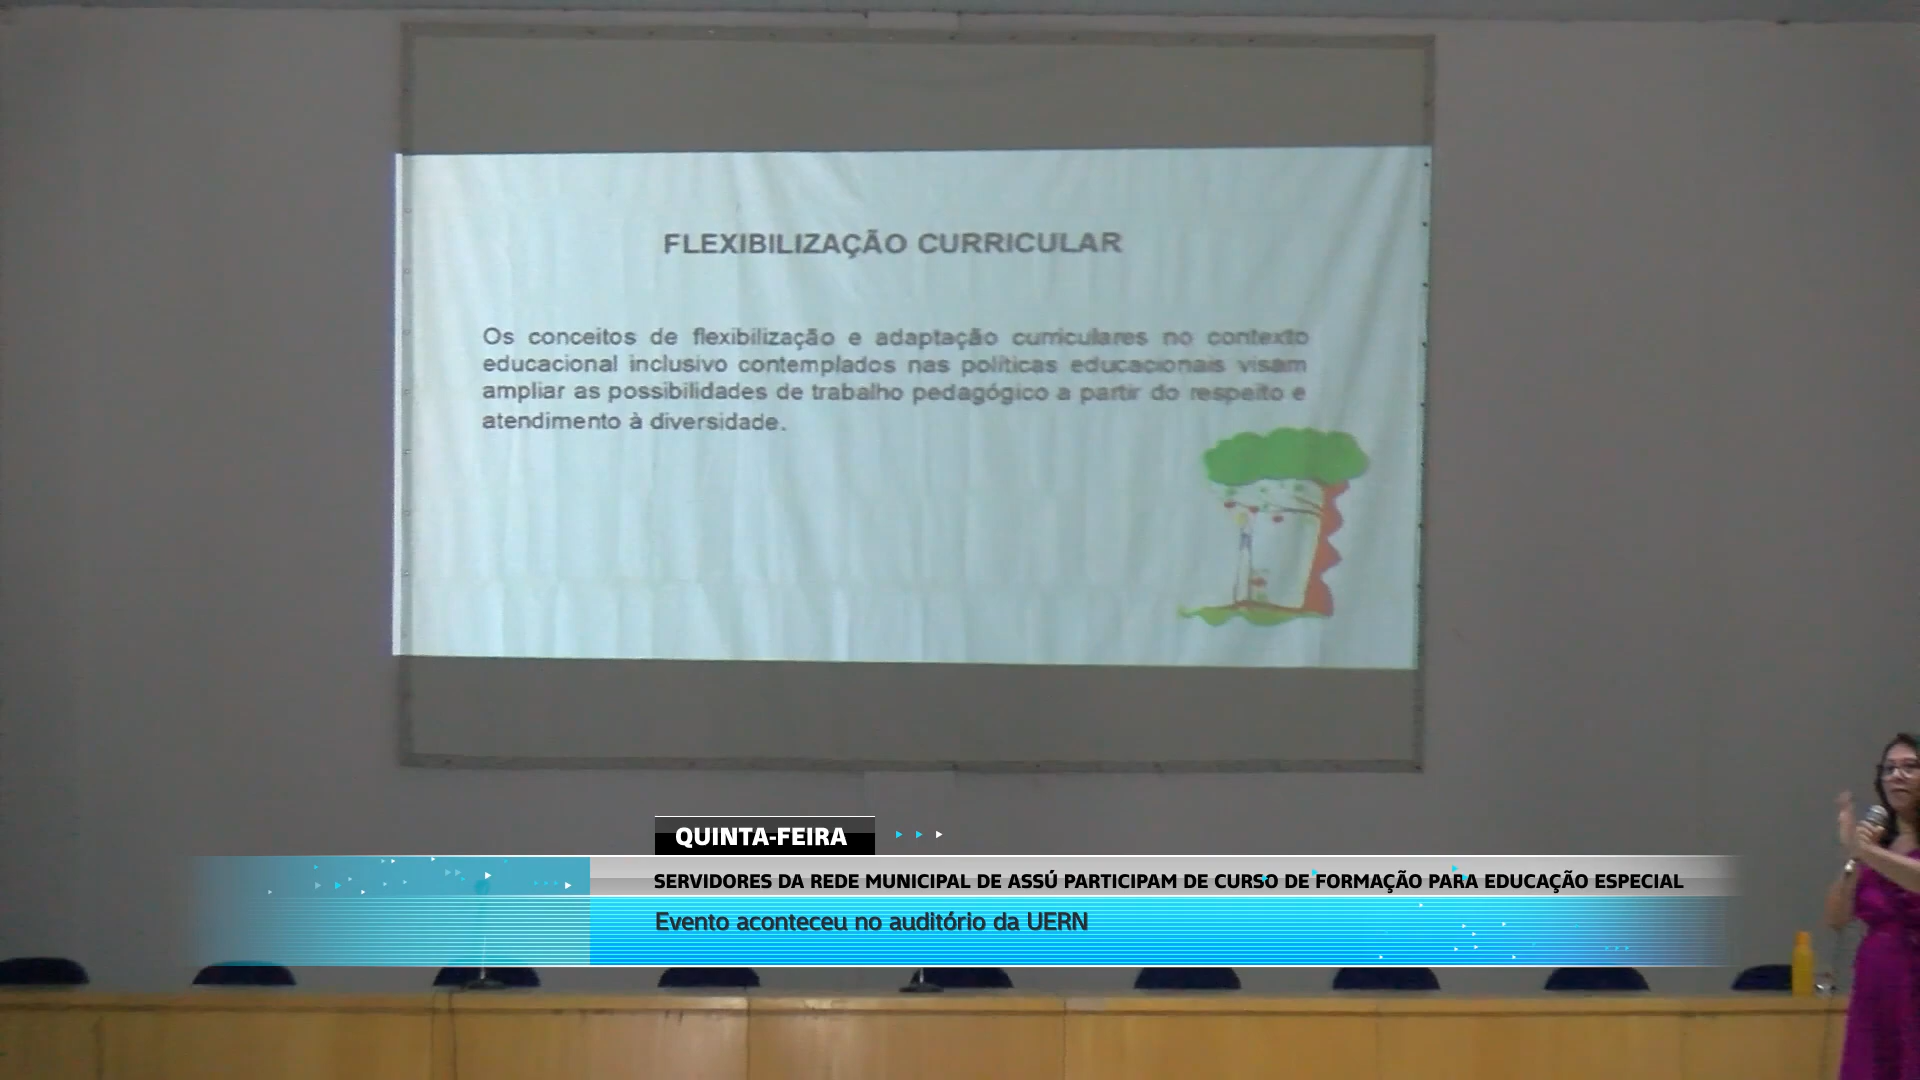 FLEXIBILIZAÇÃO CURRICULAR
Os conceitos de flexibilização e adaptação curriculares no contexto
educacional inclusivo contemplados nas políticas educacionais visam
ampliar as possibilidades de trabalho pedagógico a partir do respeito e
atendimento à diversidade.
QUINTA-FEIRA
SERVIDORES DA REDE MUNICIPAL DE ASSÚ PARTICIPAM DE CURSO DE FORMAÇÃO PARA EDUCAÇÃO ESPECIAL
Evento aconteceu no auditório da UERN